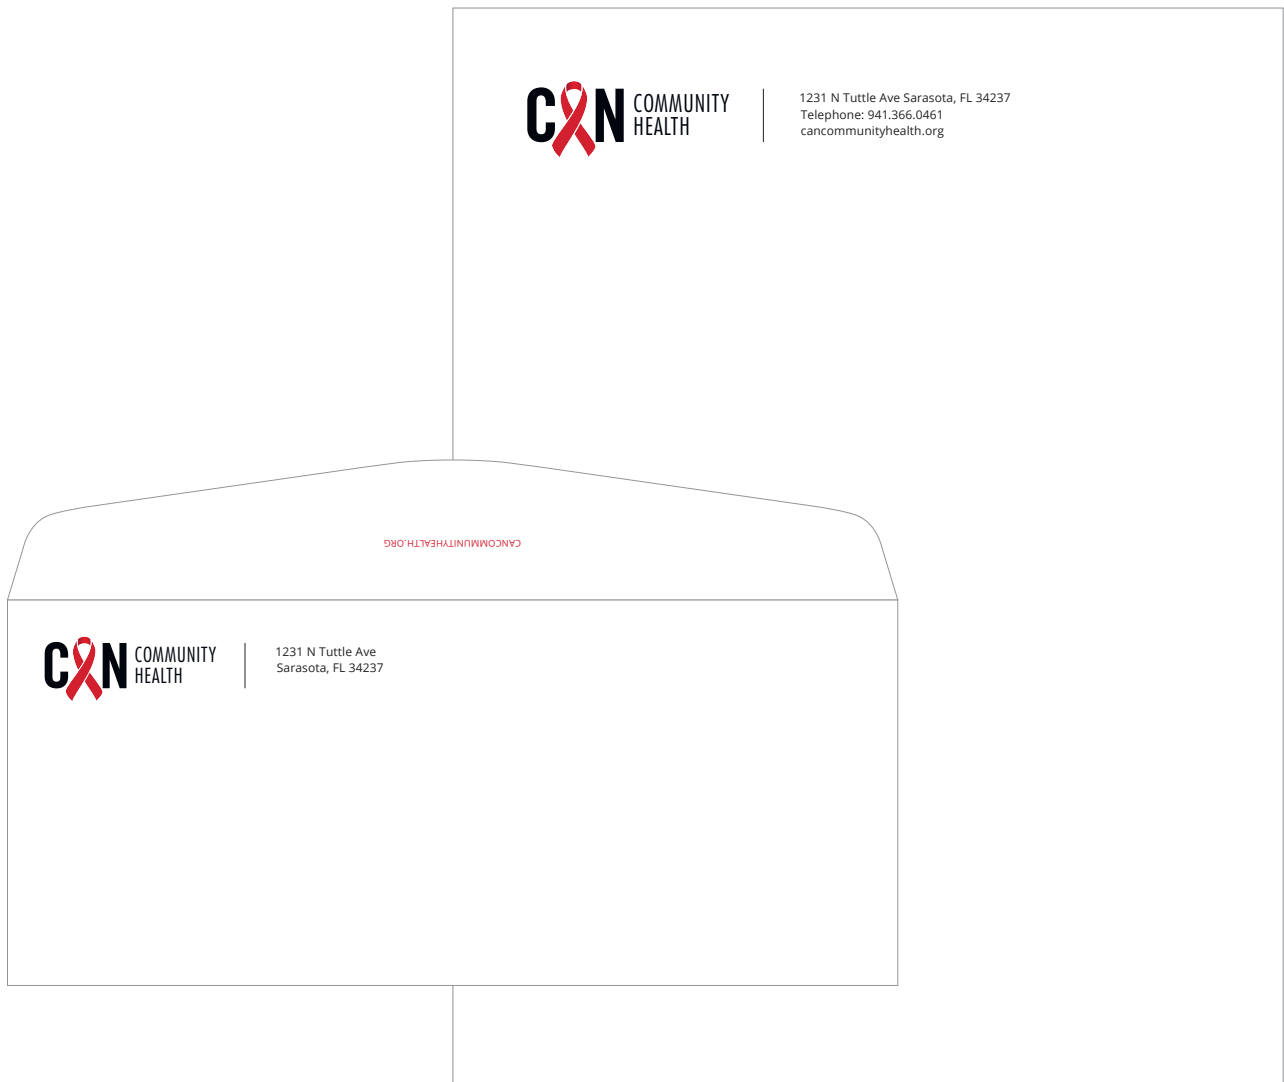 CAN COMMUNITY
HEALTH
1231 N Tuttle Ave Sarasota, FL 34237
Telephone: 941.366.0461
cancommunityhealth.org
CANCOMMUNITYHEALTH.ORG
CAN COMMUNITY
HEALTH
1231 N Tuttle Ave
Sarasota, FL 34237